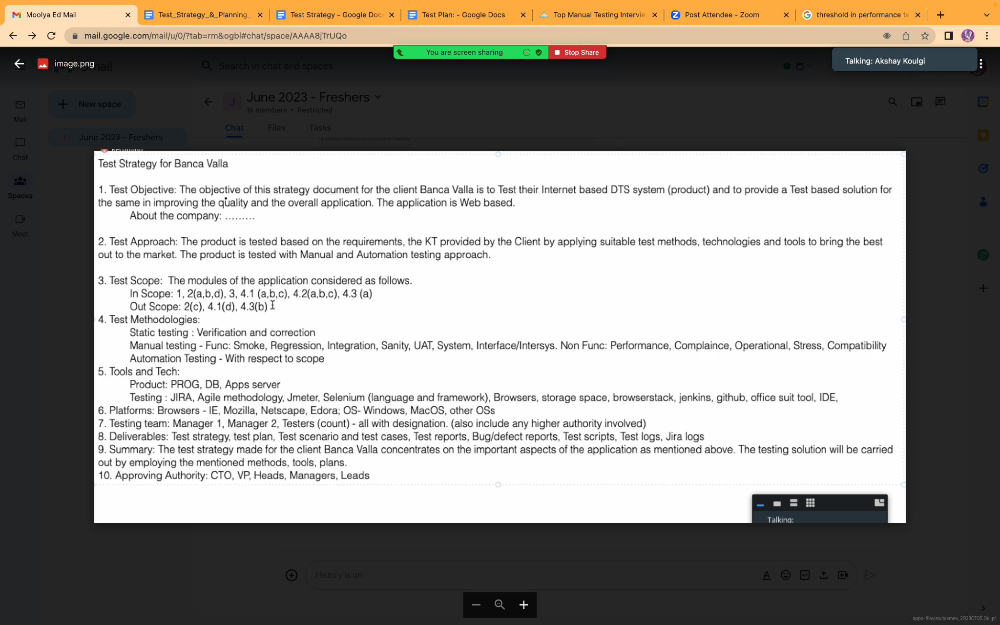 Moolya Ed Mail
Test_Strategy_&_Planning_
Test Strategy - Google Doc
Test Plan: - Google Docs
Top Manual Testing Intervie
Post Attendee - Zoom
threshold in performance te
mail.google.com/mail/u/0/?tab=rm&ogbl#chat/space/AAAA8jTrUQo
You are screen sharing
Stop Share
Talking: Akshay Koulgi
image.png
Search in chat and spaces
New space
June 2023 - Freshers
16 members • Restricted
Mail
Chat
Files
Tasks
J
June 2023 - Freshers
Chat
Spaces
Meet
Test Strategy for Banca Valla
1. Test Objective: The objective of this strategy document for the client Banca Valla is to Test their Internet based DTS system (product) and to provide a Test based solution for
the same in improving the quality and the overall application. The application is Web based.
About the company: .........
2. Test Approach: The product is tested based on the requirements, the KT provided by the Client by applying suitable test methods, technologies and tools to bring the best
out to the market. The product is tested with Manual and Automation testing approach.
3. Test Scope:  The modules of the application considered as follows.
In Scope: 1, 2(a,b,d), 3, 4.1 (a,b,c), 4.2(a,b,c), 4.3 (a)
Out Scope: 2(c), 4.1(d), 4.3(b)
4. Test Methodologies:
Static testing : Verification and correction
Manual testing - Func: Smoke, Regression, Integration, Sanity, UAT, System, Interface/Intersys. Non Func: Performance, Complaince, Operational, Stress, Compatibility
Automation Testing - With respect to scope
5. Tools and Tech:
Product: PROG, DB, Apps server
Testing : JIRA, Agile methodology, Jmeter, Selenium (language and framework), Browsers, storage space, browserstack, jenkins, github, office suit tool, IDE,
6. Platforms: Browsers - IE, Mozilla, Netscape, Edora; OS- Windows, MacOS, other OSs
7. Testing team: Manager 1, Manager 2, Testers (count) - all with designation. (also include any higher authority involved)
8. Deliverables: Test strategy, test plan, Test scenario and test cases, Test reports, Bug/defect reports, Test scripts, Test logs, Jira logs
9. Summary: The test strategy made for the client Banca Valla concentrates on the important aspects of the application as mentioned above. The testing solution will be carried
out by employing the mentioned methods, tools, plans.
10. Approving Authority: CTO, VP, Heads, Managers, Leads
Talking:
History is on
GIF
apps-fileview.texmex_20230705.06_p1